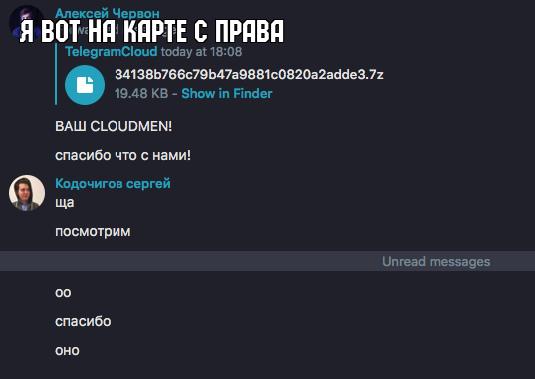 Алексей Червон
Я ВОТ НА КАРТЕ С ПРАВА
TelegramCloud today at 18:08
34138b766c79b47a9881c0820a2adde3.7z
19.48 KB - Show in Finder
ВАШ CLOUDMEN!
спасибо что с нами!
Кодочигов сергей
ща
посмотрим
Unread messages
оо
спасибо
оно